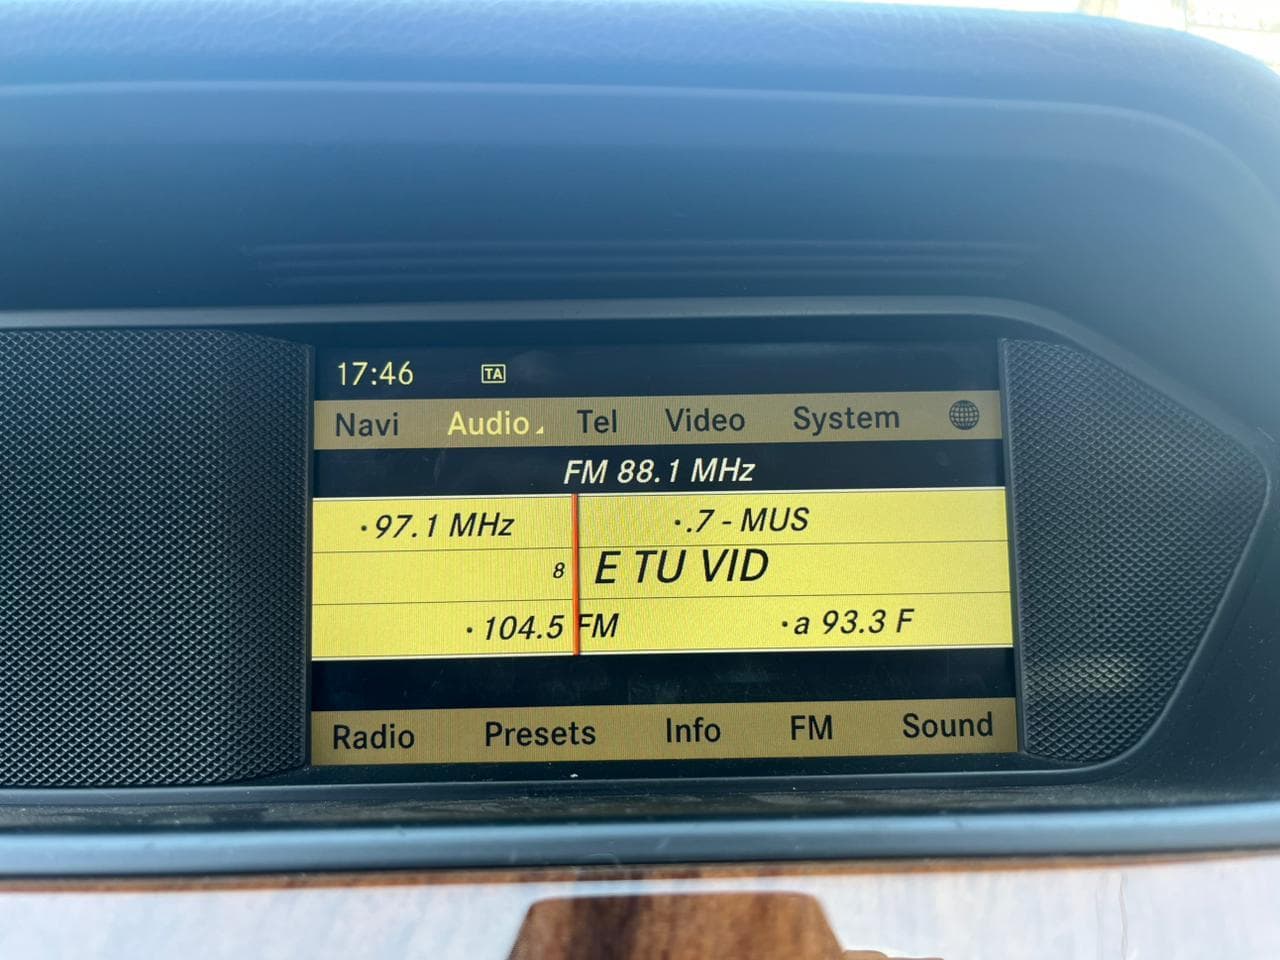 17:46 TA
Navi Audio Tel Video System
FM 88.1 MHz
·97.1 MHz ·.7 - MUS
8 E TU VID
·104.5 FM ·a 93.3 F
Radio Presets Info FM Sound